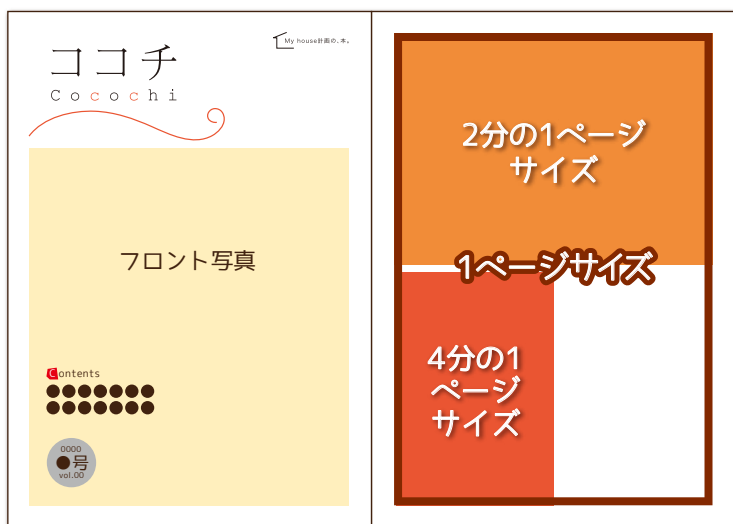 ココチ
Cocochi
My house計画の、本。
フロント写真
Contents
●●●●●●●
●●●●●●●
0000
●号
vol.00
2分の1ページ
サイズ
1ページサイズ
4分の1
ページ
サイズ